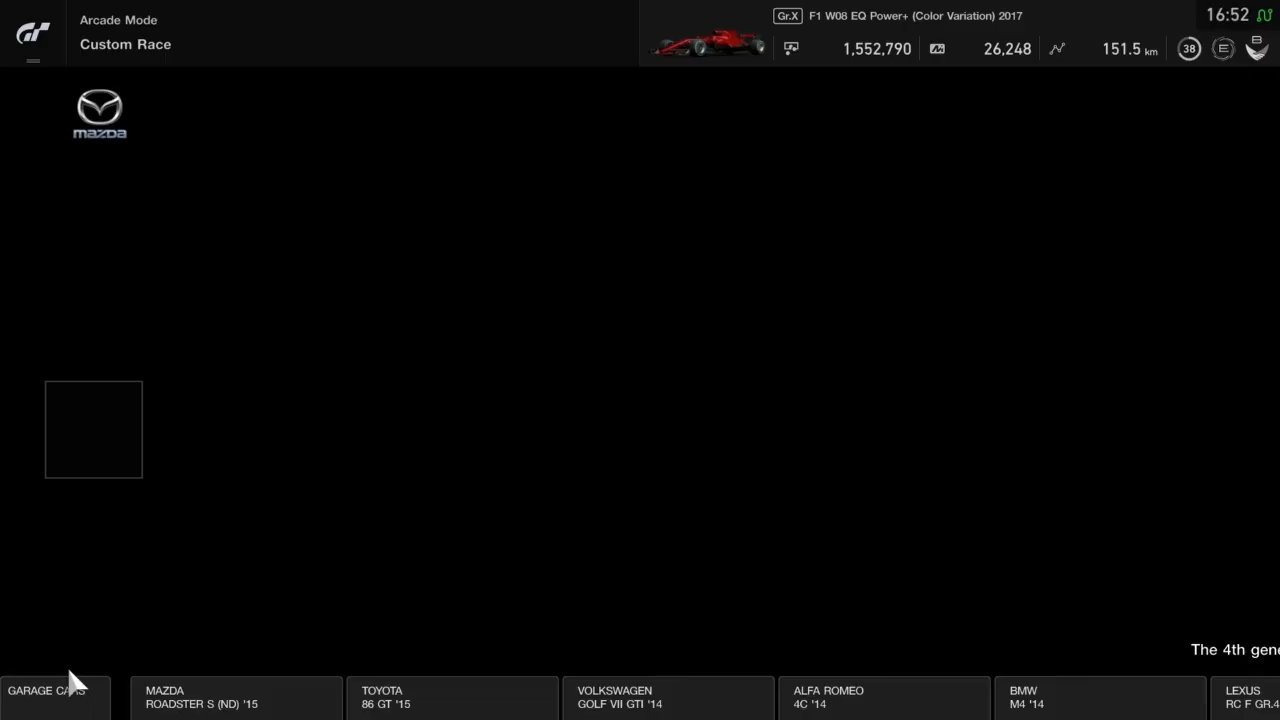 Arcade Mode
Custom Race
Gr.X F1 W08 EQ Power+ (Color Variation) 2017
16:52
1,552,790 26,248 151.5 km 38 E
mazda
The 4th gene
GARAGE CARS
MAZDA
ROADSTER S (ND) '15
TOYOTA
86 GT '15
VOLKSWAGEN
GOLF VII GTI '14
ALFA ROMEO
4C '14
BMW
M4 '14
LEXUS
RC F GR.4